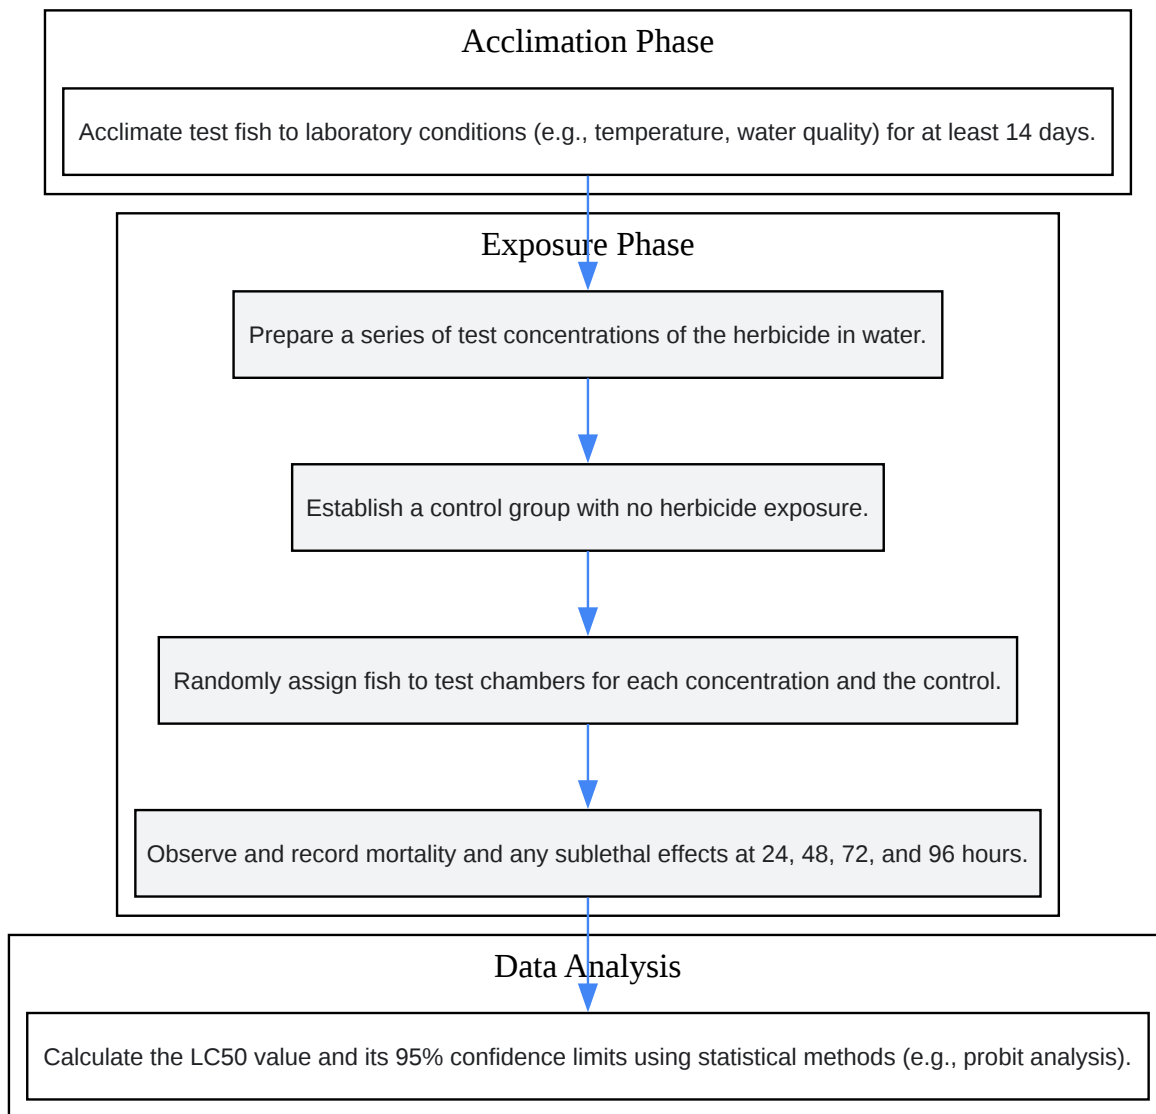 Acclimation Phase
Acclimate test fish to laboratory conditions (e.g., temperature, water quality) for at least 14 days.
Exposure Phase
Prepare a series of test concentrations of the herbicide in water.
Establish a control group with no herbicide exposure.
Randomly assign fish to test chambers for each concentration and the control.
Observe and record mortality and any sublethal effects at 24, 48, 72, and 96 hours.
Data Analysis
Calculate the LC50 value and its 95% confidence limits using statistical methods (e.g., probit analysis).